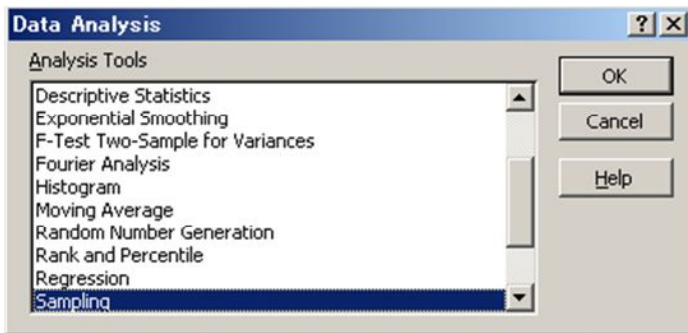 Data Analysis
Analysis Tools
Descriptive Statistics
Exponential Smoothing
F-Test Two-Sample for Variances
Fourier Analysis
Histogram
Moving Average
Random Number Generation
Rank and Percentile
Regression
Sampling
OK
Cancel
Help